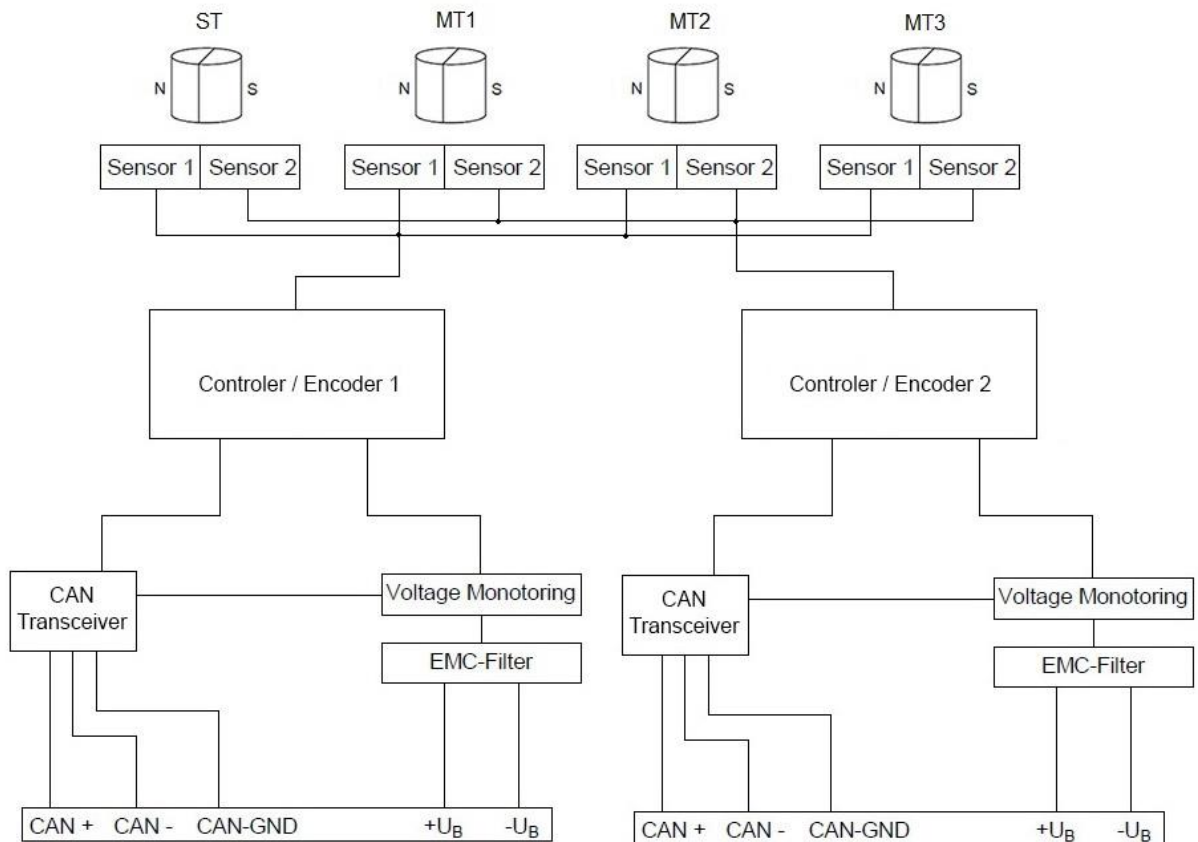 ST MT1 MT2 MT3
N S N S N S N S
Sensor 1 Sensor 2 Sensor 1 Sensor 2 Sensor 1 Sensor 2 Sensor 1 Sensor 2
Controler / Encoder 1 Controler / Encoder 2
CAN
Transceiver
Voltage Monotoring
EMC-Filter
CAN
Transceiver
Voltage Monotoring
EMC-Filter
CAN + CAN - CAN-GND +UB -UB
CAN + CAN - CAN-GND +UB -UB